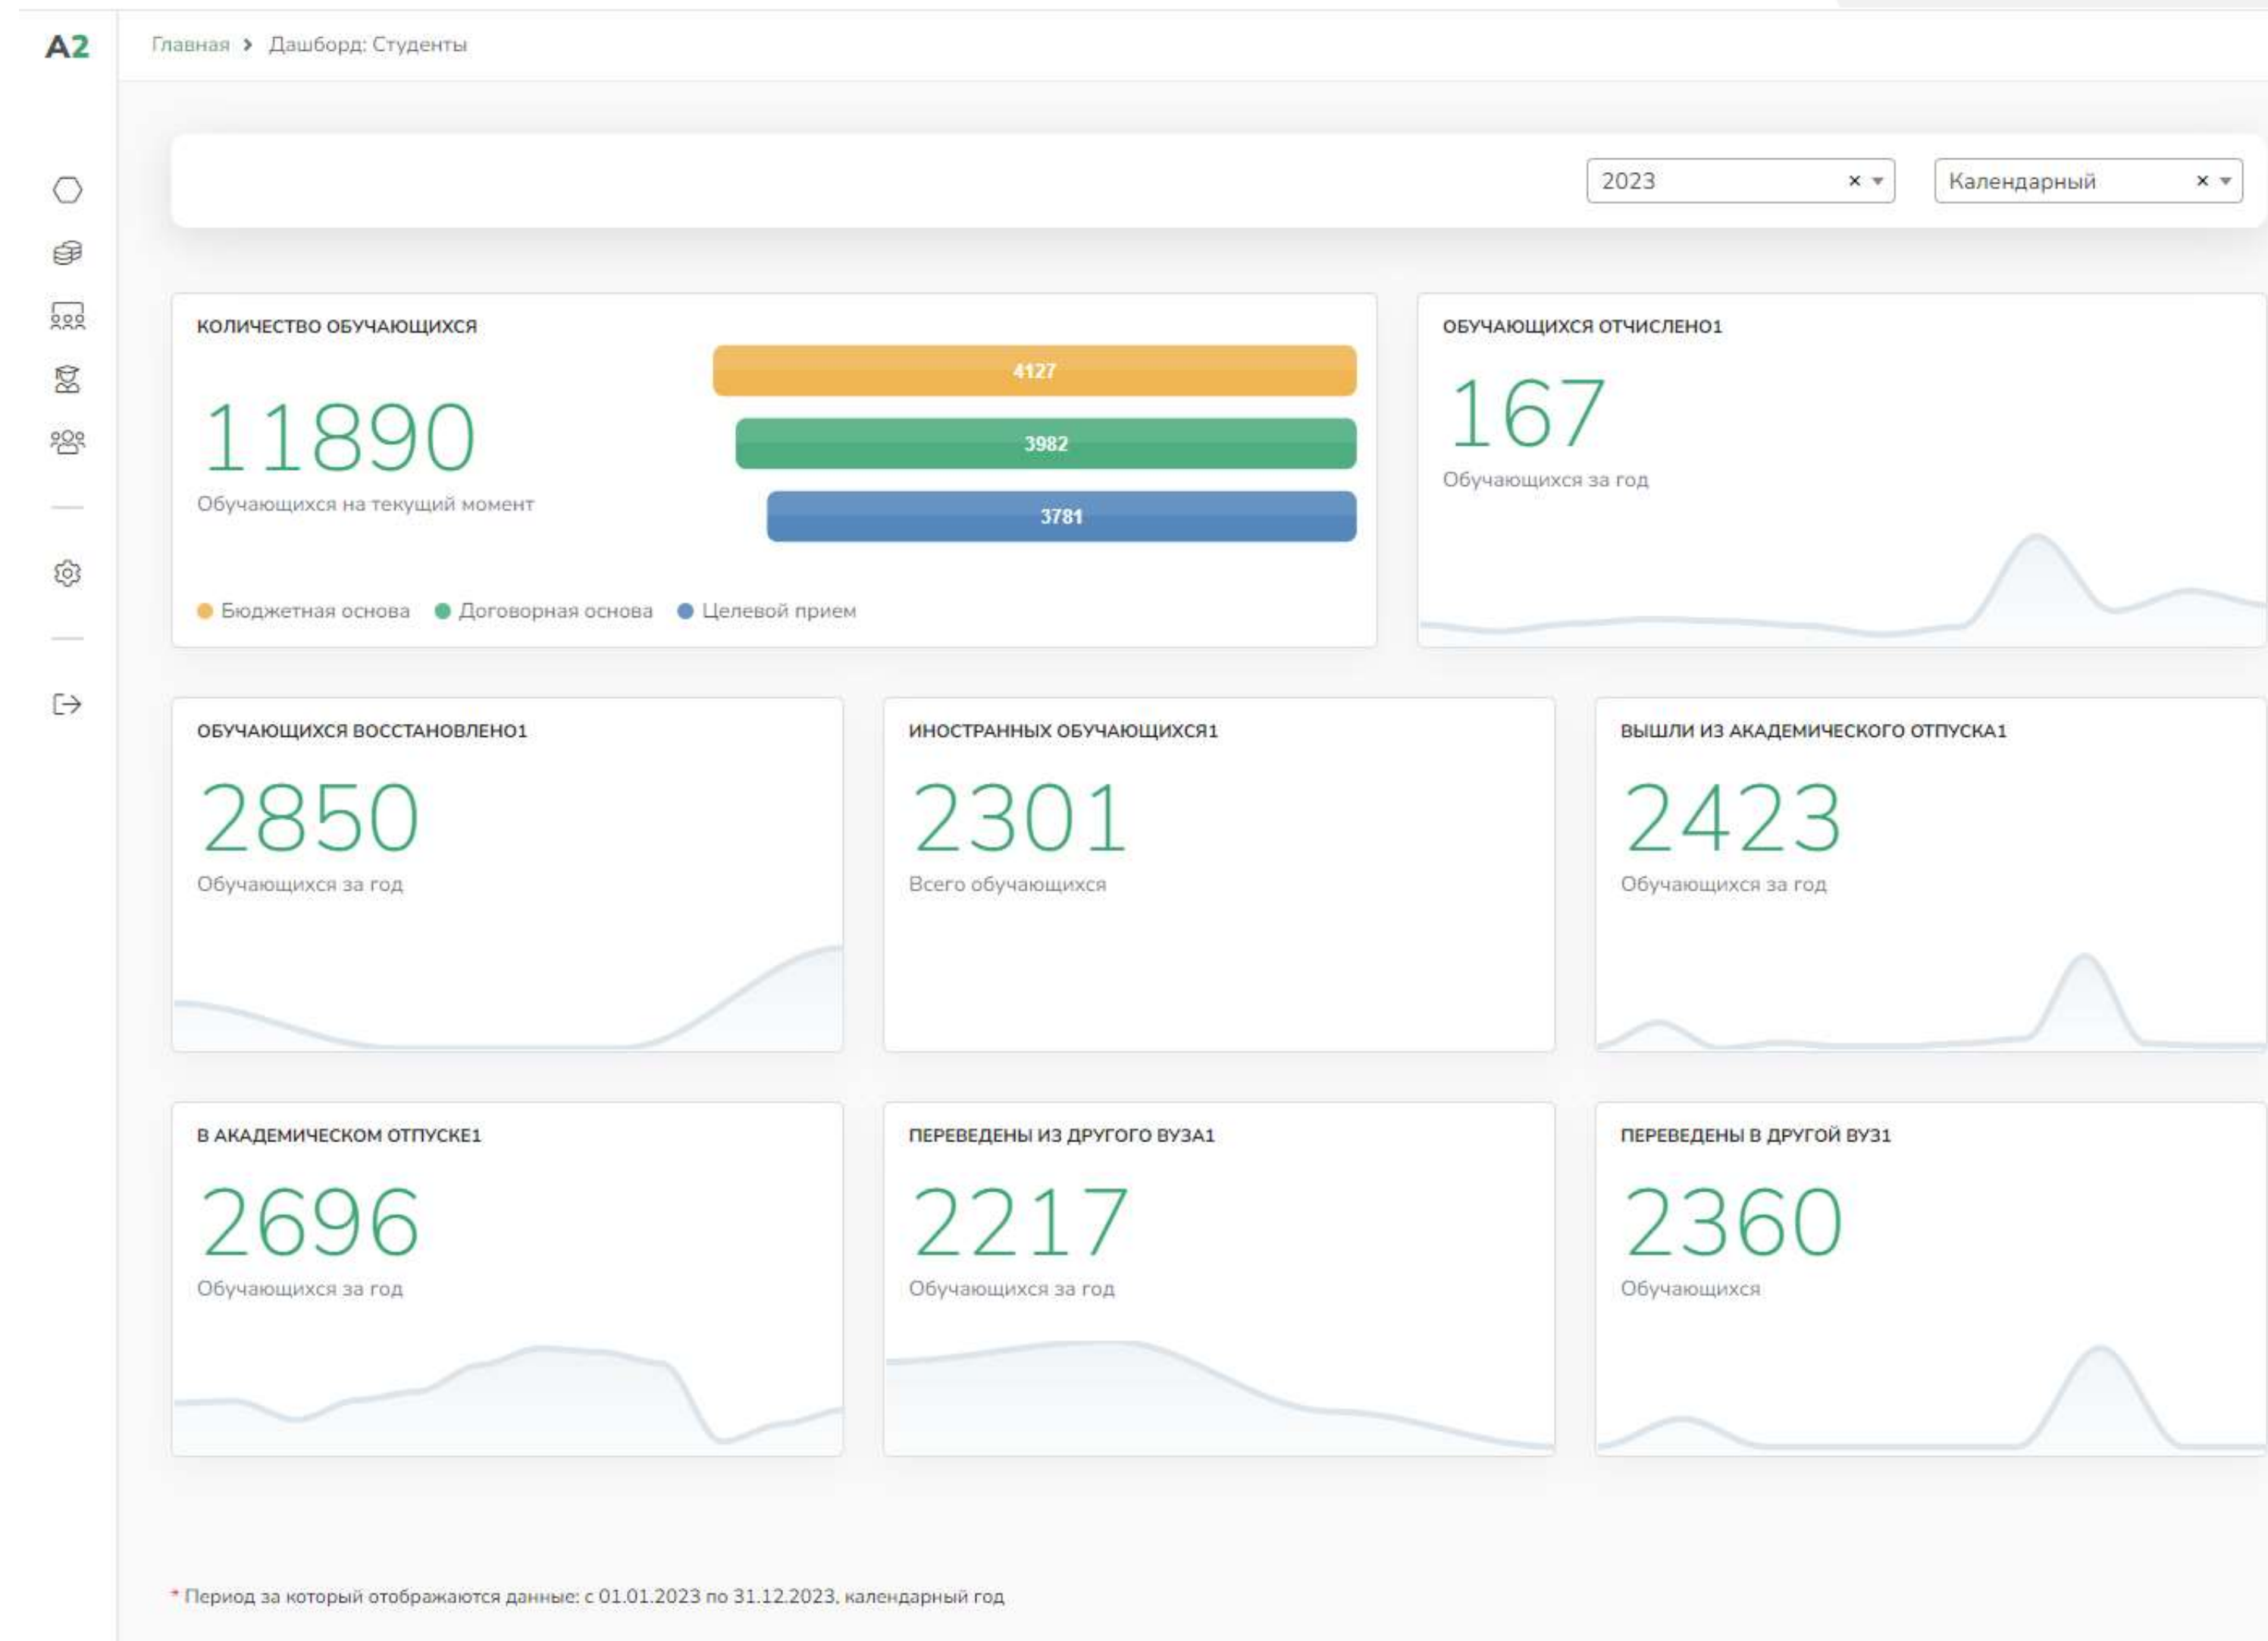 A2
Главная > Дашборд: Студенты
2023
Календарный
КОЛИЧЕСТВО ОБУЧАЮЩИХСЯ
11890
Обучающихся на текущий момент
4127
3982
3781
Бюджетная основа Договорная основа Целевой прием
ОБУЧАЮЩИХСЯ ОТЧИСЛЕНО1
167
Обучающихся за год
ОБУЧАЮЩИХСЯ ВОССТАНОВЛЕНО1
2850
Обучающихся за год
ИНОСТРАННЫХ ОБУЧАЮЩИХСЯ1
2301
Всего обучающихся
ВЫШЛИ ИЗ АКАДЕМИЧЕСКОГО ОТПУСКА1
2423
Обучающихся за год
В АКАДЕМИЧЕСКОМ ОТПУСКЕ1
2696
Обучающихся за год
ПЕРЕВЕДЕНЫ ИЗ ДРУГОГО ВУЗА1
2217
Обучающихся за год
ПЕРЕВЕДЕНЫ В ДРУГОЙ ВУЗ1
2360
Обучающихся
* Период за который отображаются данные: с 01.01.2023 по 31.12.2023, календарный год